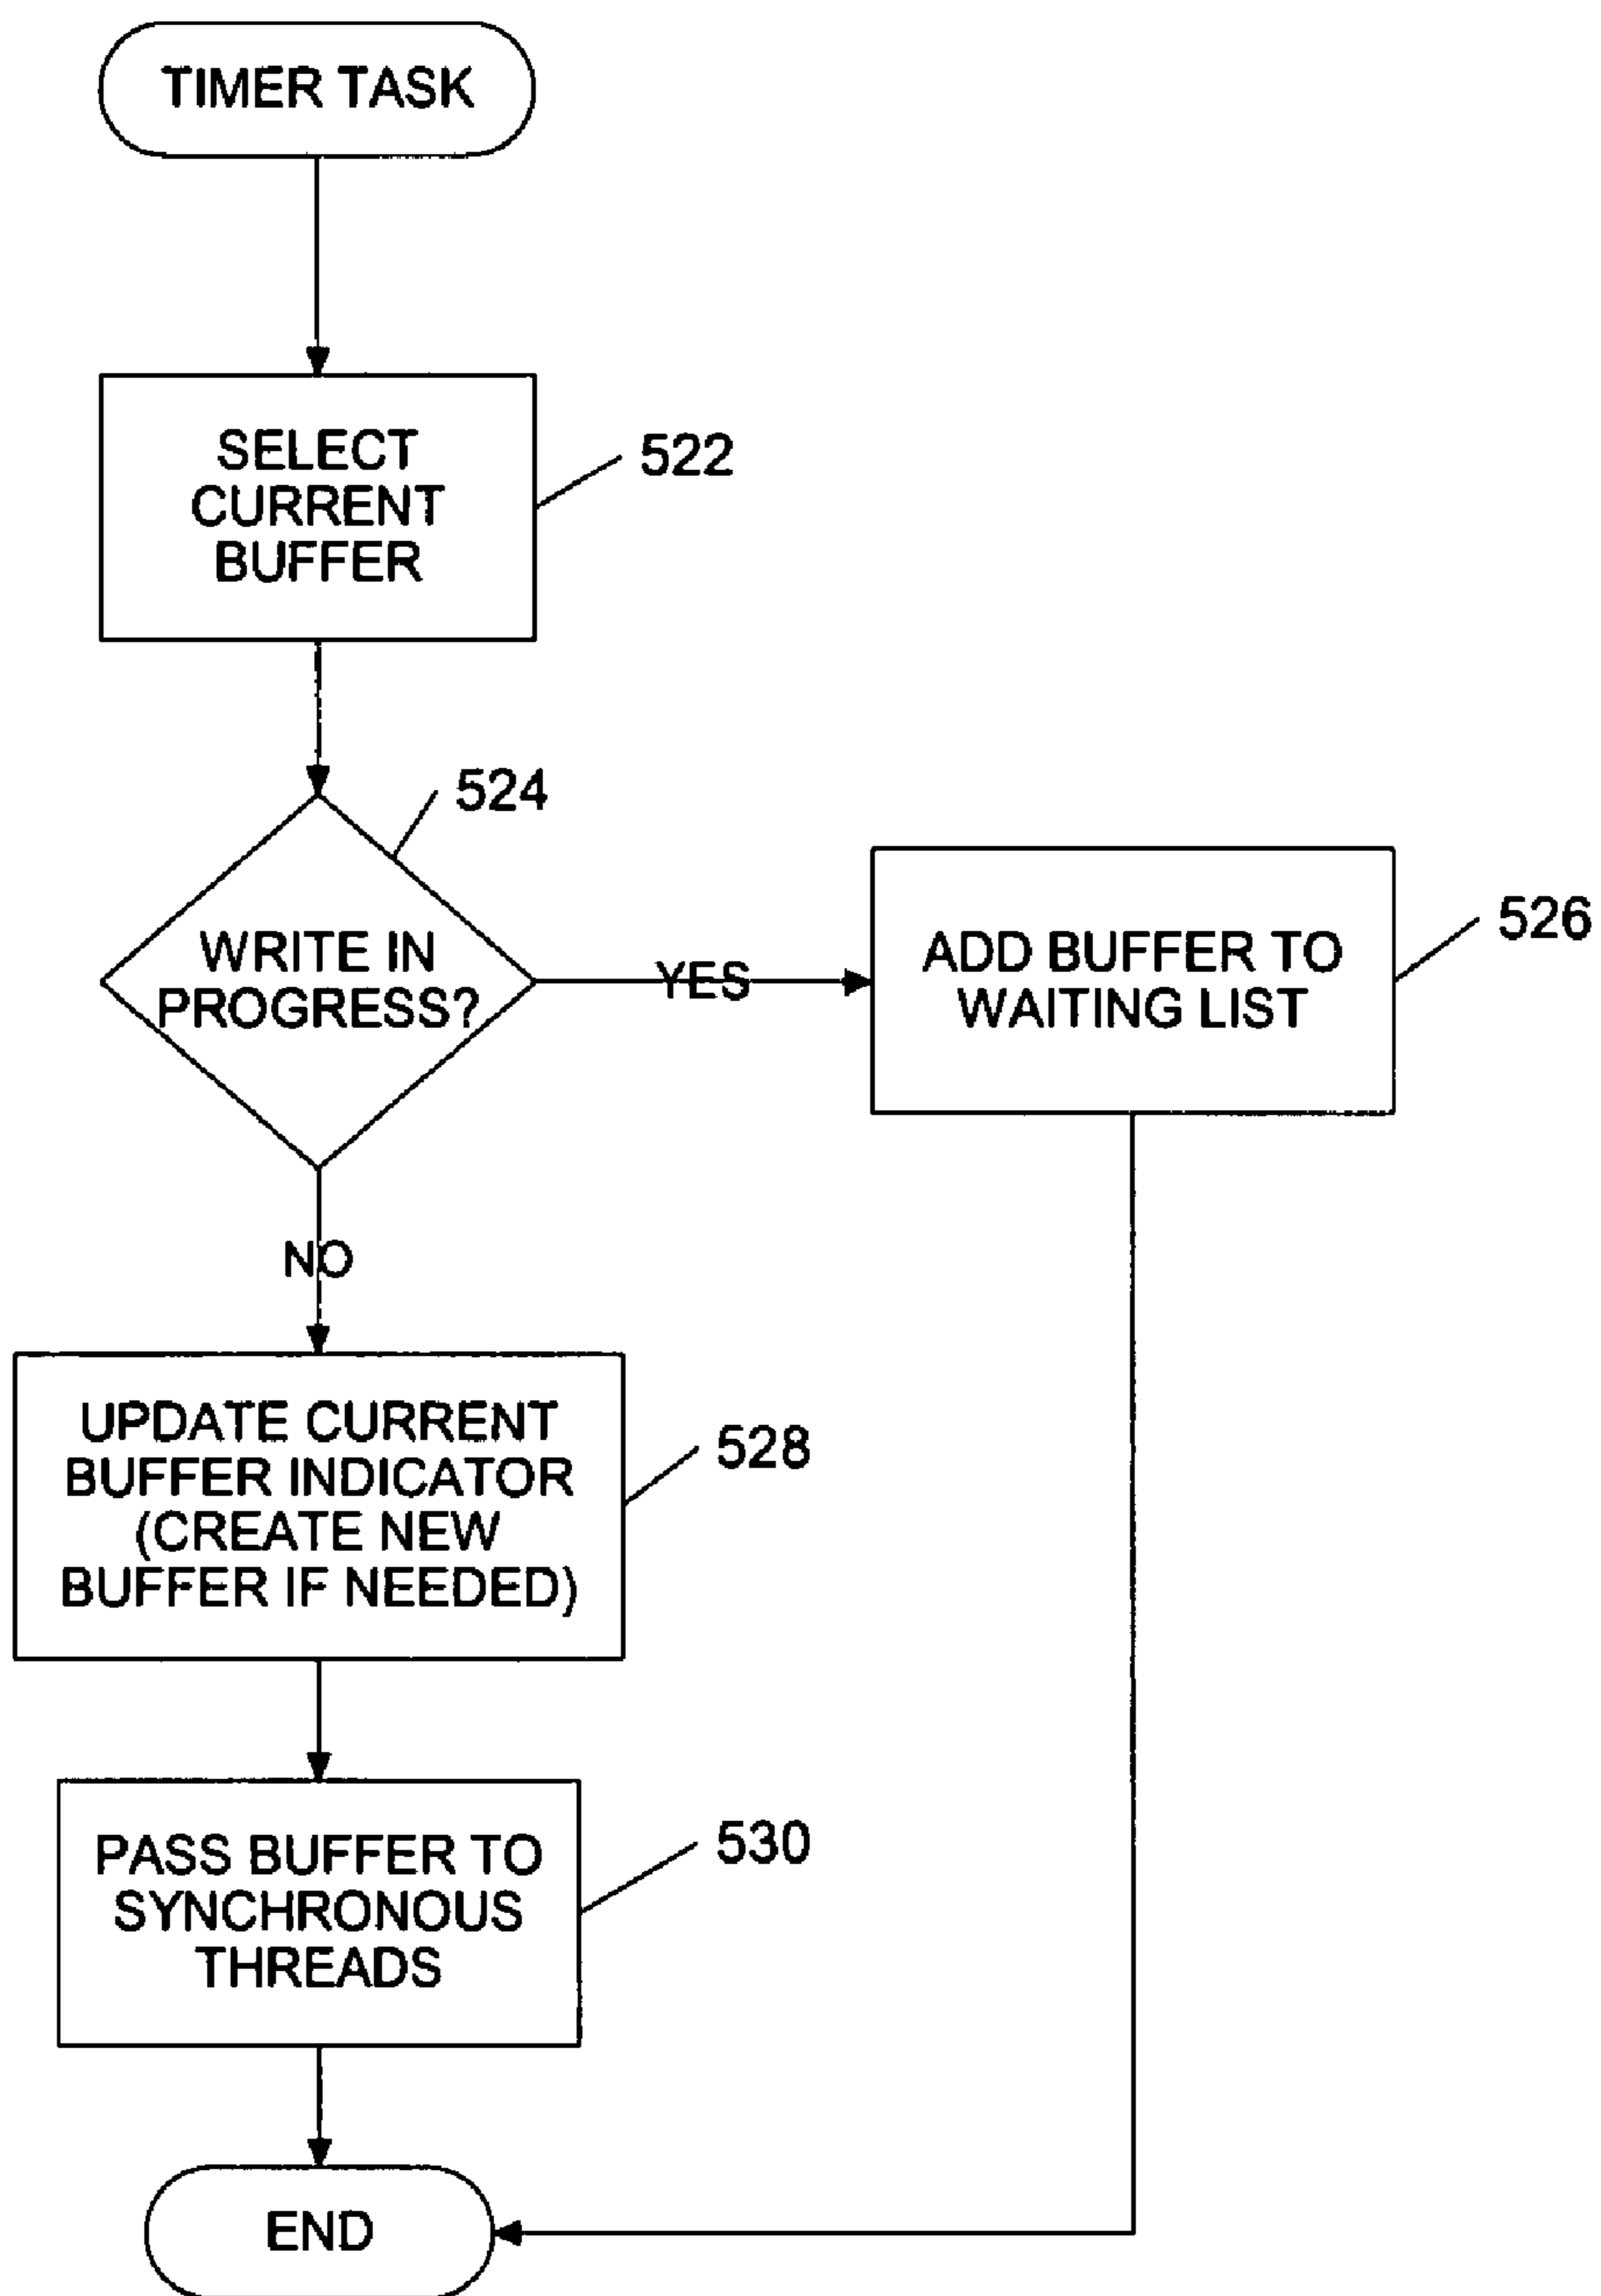 TIMER TASK
SELECT
CURRENT
BUFFER
522
524
WRITE IN
PROGRESS?
YES
ADD BUFFER TO
WAITING LIST
526
NO
UPDATE CURRENT
BUFFER INDICATOR
(CREATE NEW
BUFFER IF NEEDED)
528
PASS BUFFER TO
SYNCHRONOUS
THREADS
530
END